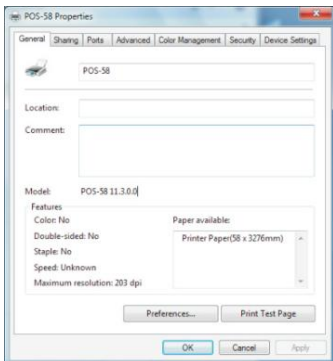 POS-58 Properties
General Sharing Ports Advanced Color Management Security Device Settings
POS-58
Location:
Comment:
Model: POS-58 11.3.0.0
Features
Color: No
Paper available:
Double-sided: No
Printer Paper(58 x 3276mm)
Staple: No
Speed: Unknown
Maximum resolution: 203 dpi
Preferences...
Print Test Page
OK
Cancel
Apply